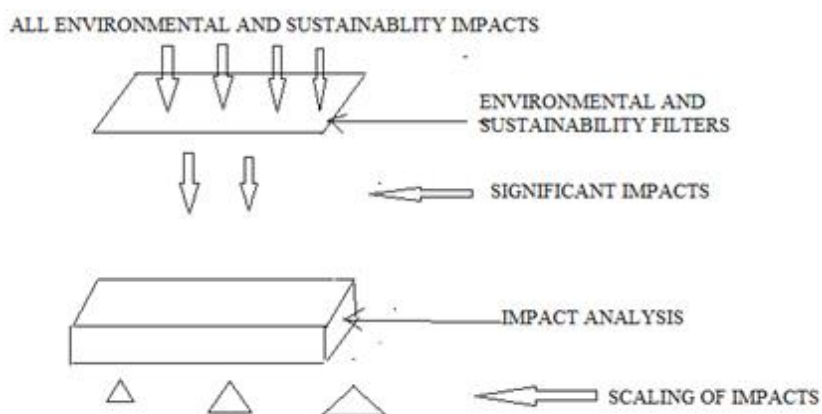 ALL ENVIRONMENTAL AND SUSTAINABLITY IMPACTS
ENVIRONMENTAL AND
SUSTAINABILITY FILTERS
SIGNIFICANT IMPACTS
IMPACT ANALYSIS
SCALING OF IMPACTS